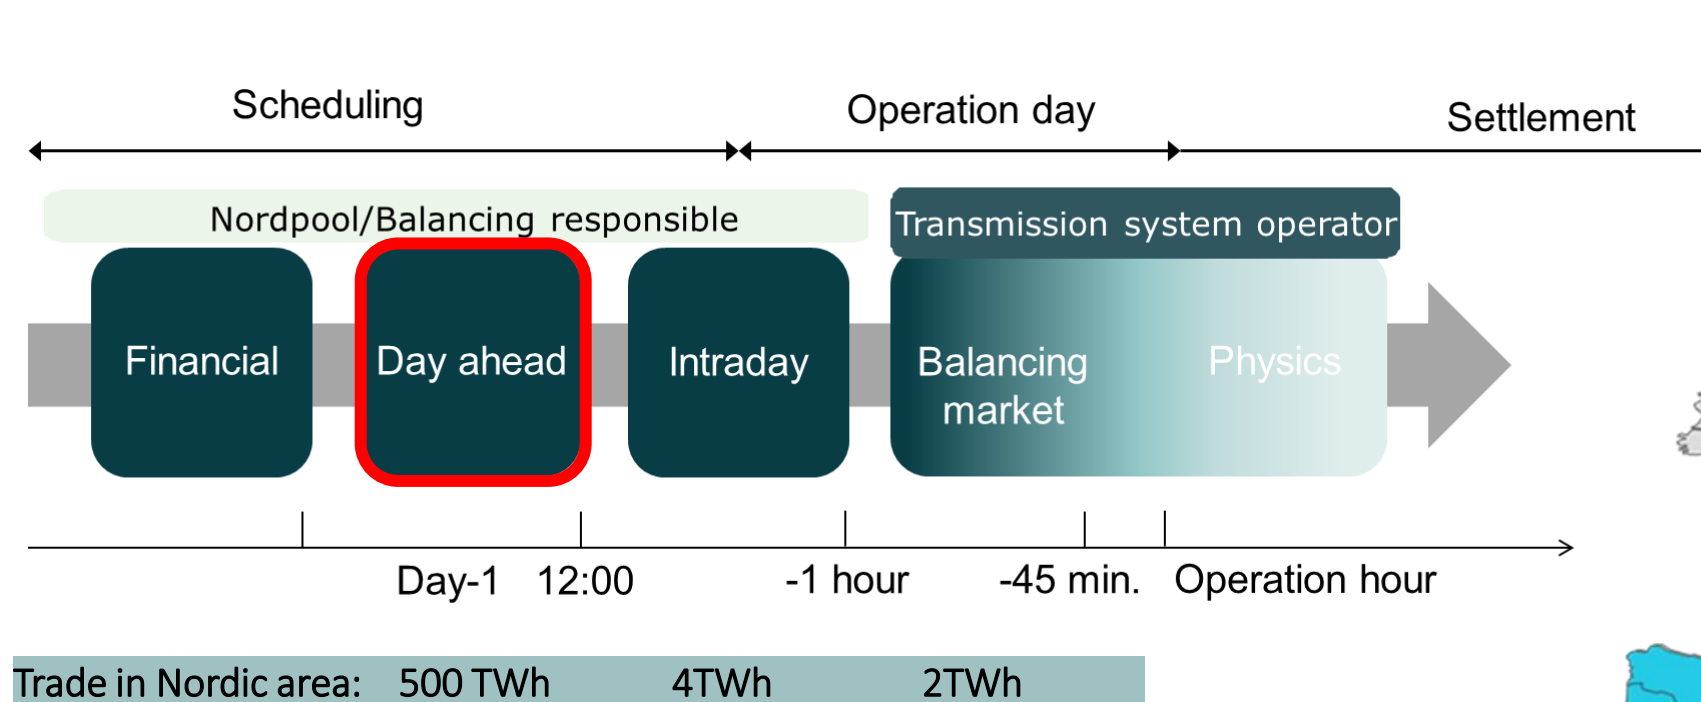 Scheduling
Operation day
Settlement
Nordpool/Balancing responsible
Transmission system operator
Financial
Day ahead
Intraday
Balancing
market
Physics
Day-1 12:00 -1 hour -45 min. Operation hour
Trade in Nordic area: 500 TWh 4TWh 2TWh